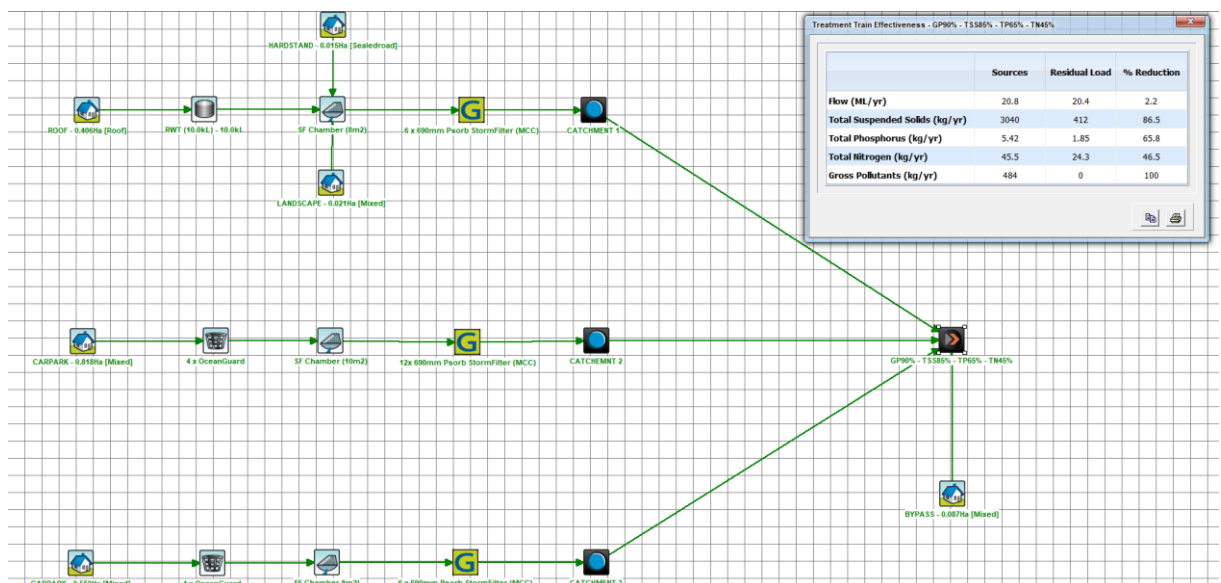 Treatment Train Effectiveness - GP90% - TSS85% - TP65% - TN45%
Sources Residual Load % Reduction
Flow (ML/yr) 20.8 20.4 2.2
Total Suspended Solids (kg/yr) 3040 412 86.5
Total Phosphorus (kg/yr) 5.42 1.85 65.8
Total Nitrogen (kg/yr) 45.5 24.3 46.5
Gross Pollutants (kg/yr) 484 0 100
HARDSTAND - 0.015Ha [Sealedroad]
ROOF - 0.406Ha [Roof]
RWT (10.0kL) - 10.0kL
SF Chamber (8m2)
6 x 690mm Psorb StormFilter (MCC)
CATCHMENT 1
LANDSCAPE - 0.021Ha [Mixed]
CARPARK - 0.818Ha [Mixed]
4 x OceanGuard
SF Chamber (10m2)
12x 690mm Psorb StormFilter (MCC)
CATCHEMNT 2
GP90% - TSS85% - TP65% - TN45%
BYPASS - 0.087Ha [Mixed]
4 x OceanGuard